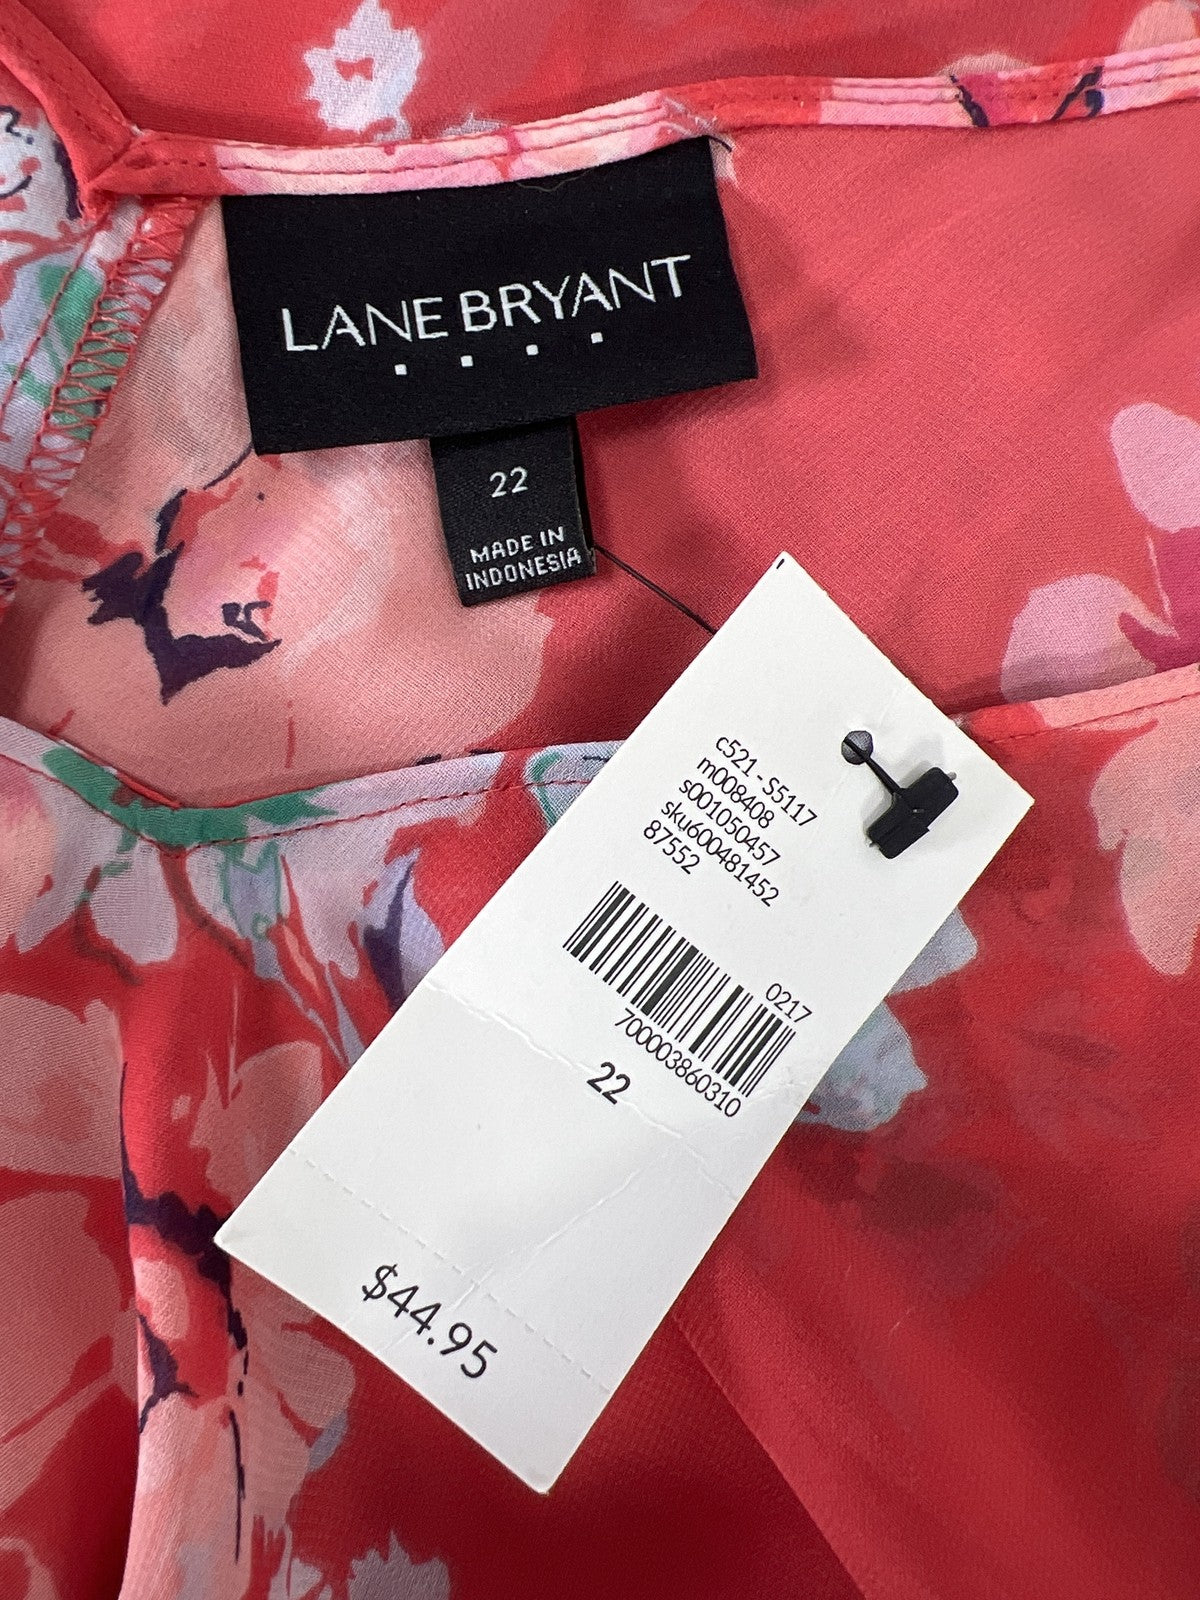 LANE BRYANT
22
MADE IN
INDONESIA
c521 - S5117
m008408
s001050457
sku600481452
87552
0217
700003860310
22
$44.95